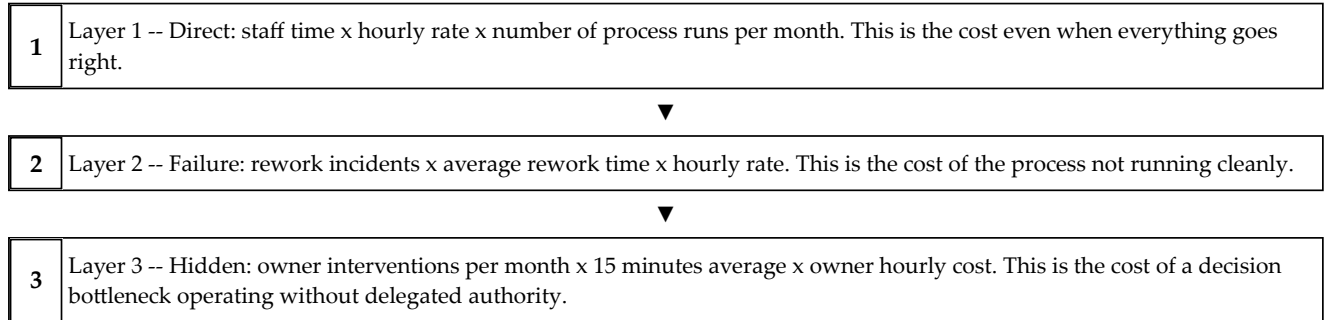 1
Layer 1 -- Direct: staff time x hourly rate x number of process runs per month. This is the cost even when everything goes
right.
2
Layer 2 -- Failure: rework incidents x average rework time x hourly rate. This is the cost of the process not running cleanly.
3
Layer 3 -- Hidden: owner interventions per month x 15 minutes average x owner hourly cost. This is the cost of a decision
bottleneck operating without delegated authority.